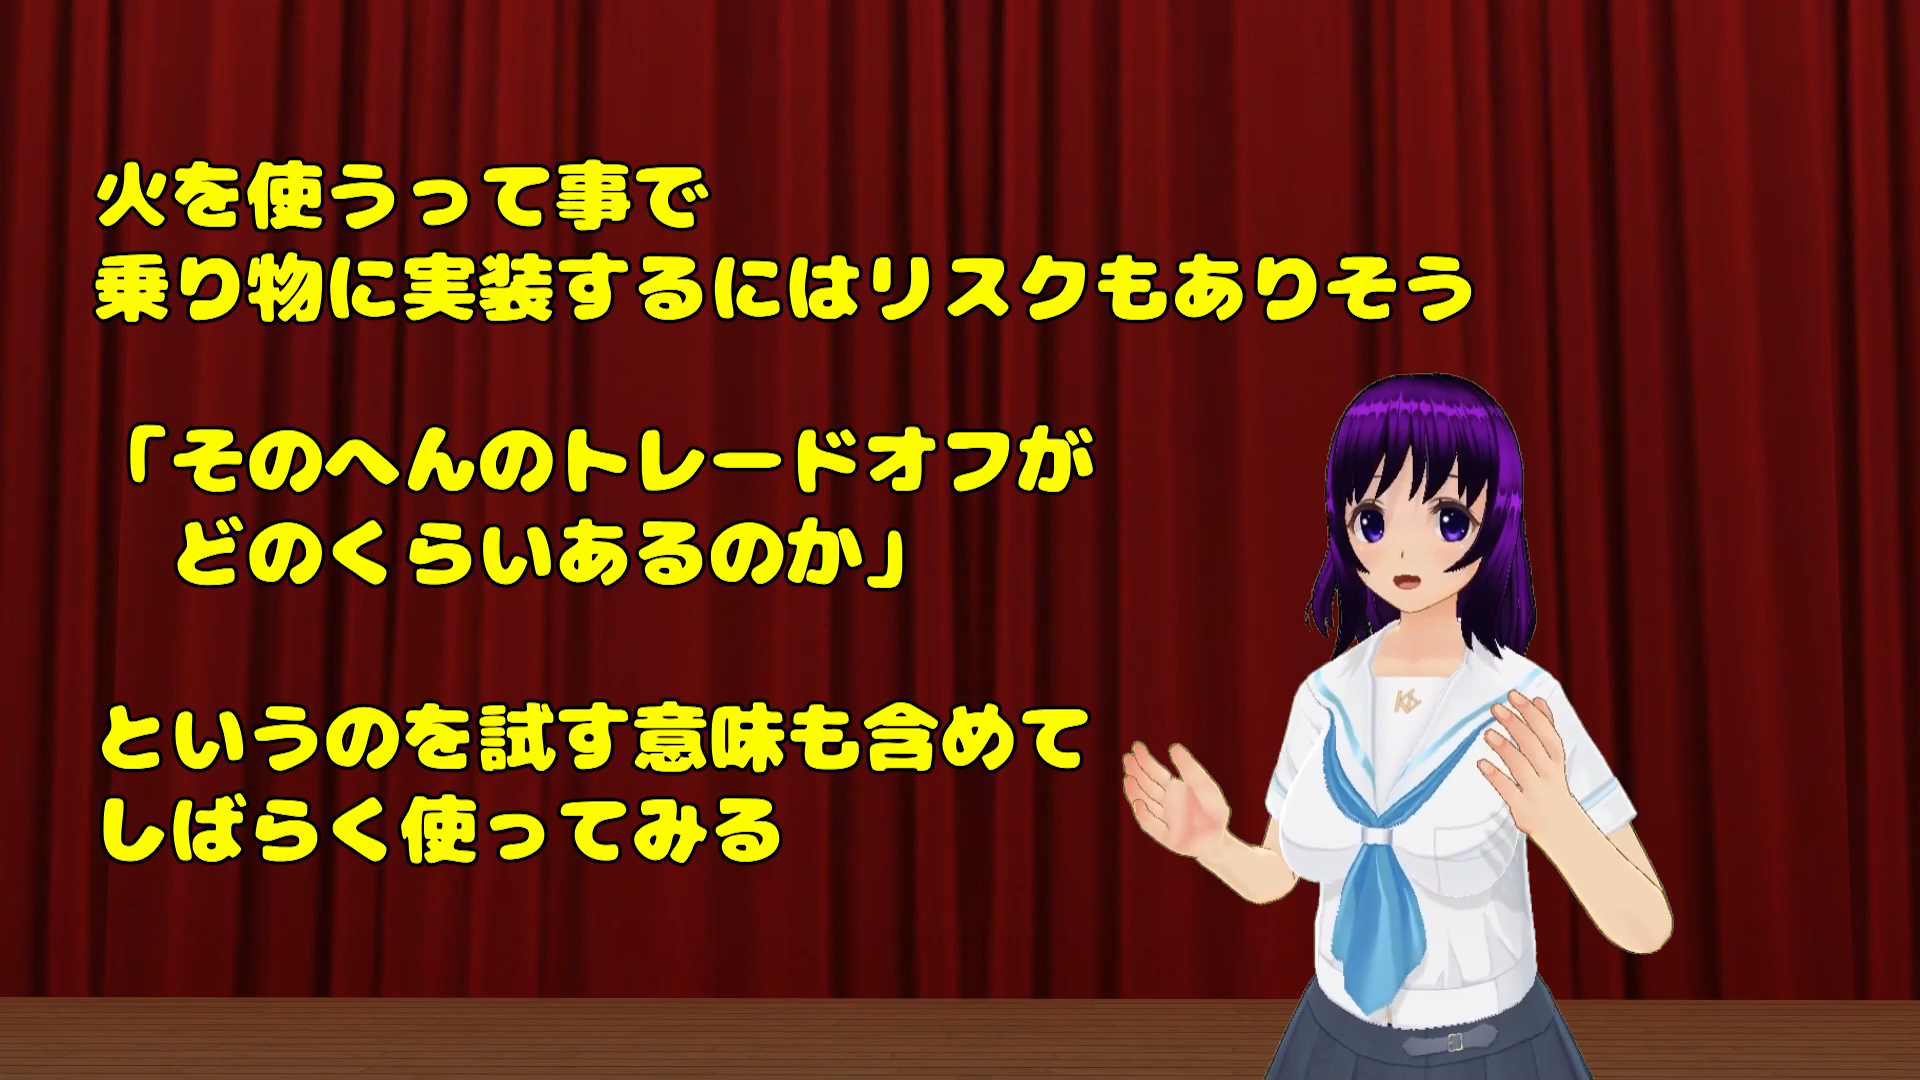 火を使うって事で
乗り物に実装するにはリスクもありそう
「そのへんのトレードオフが
どのくらいあるのか」
というのを試す意味も含めて
しばらく使ってみる